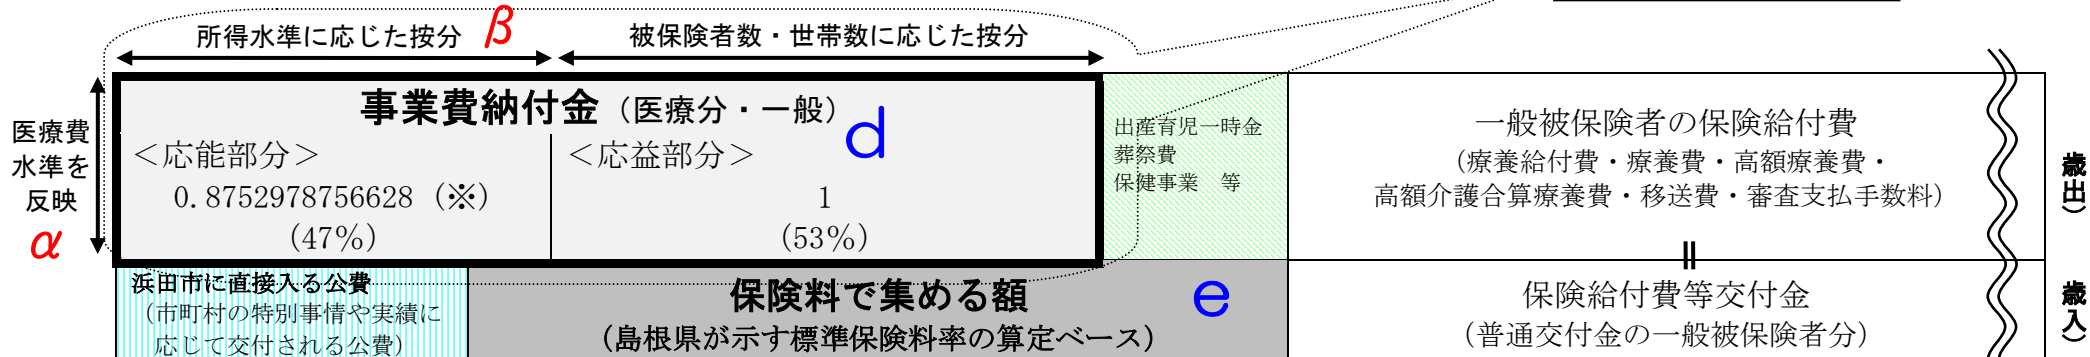 所得水準に応じた按分 β
被保険者数・世帯数に応じた按分
医療費
水準を
反映
α
事業費納付金（医療分・一般） d
＜応能部分＞
0.8752978756628（※）
(47%)
＜応益部分＞
1
(53%)
出産育児一時金
葬祭費
保健事業　等
一般被保険者の保険給付費
（療養給付費・療養費・高額療養費・
高額介護合算療養費・移送費・審査支払手数料）
歳出）
浜田市に直接入る公費
（市町村の特別事情や実績に
応じて交付される公費）
保険料で集める額 e
（島根県が示す標準保険料率の算定ベース）
＝
保険給付費等交付金
（普通交付金の一般被保険者分）
歳入）